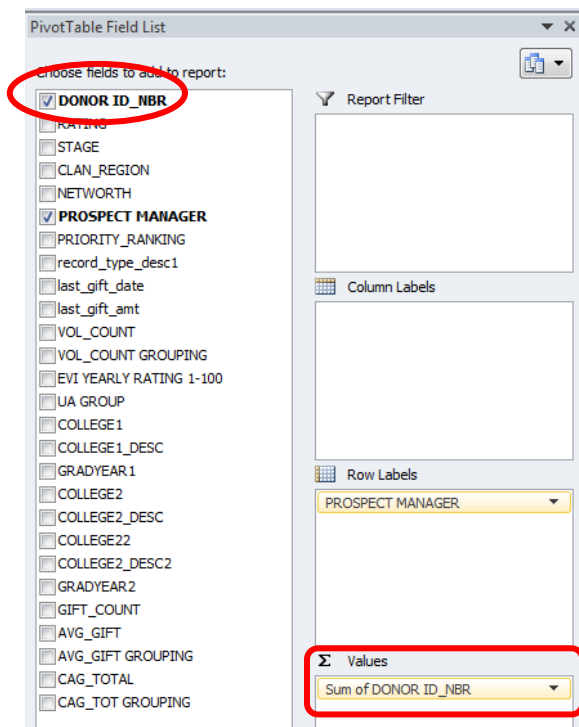 PivotTable Field List
Choose fields to add to report:
DONOR ID_NBR
RATING
STAGE
CLAN_REGION
NETWORTH
PROSPECT MANAGER
PRIORITY_RANKING
record_type_desc1
last_gift_date
last_gift_amt
VOL_COUNT
VOL_COUNT GROUPING
EVI YEARLY RATING 1-100
UA GROUP
COLLEGE1
COLLEGE1_DESC
GRADYEAR1
COLLEGE2
COLLEGE2_DESC
COLLEGE22
COLLEGE2_DESC2
GRADYEAR2
GIFT_COUNT
AVG_GIFT
AVG_GIFT GROUPING
CAG_TOTAL
CAG_TOT GROUPING
Report Filter
Column Labels
Row Labels
PROSPECT MANAGER
Σ Values
Sum of DONOR ID_NBR